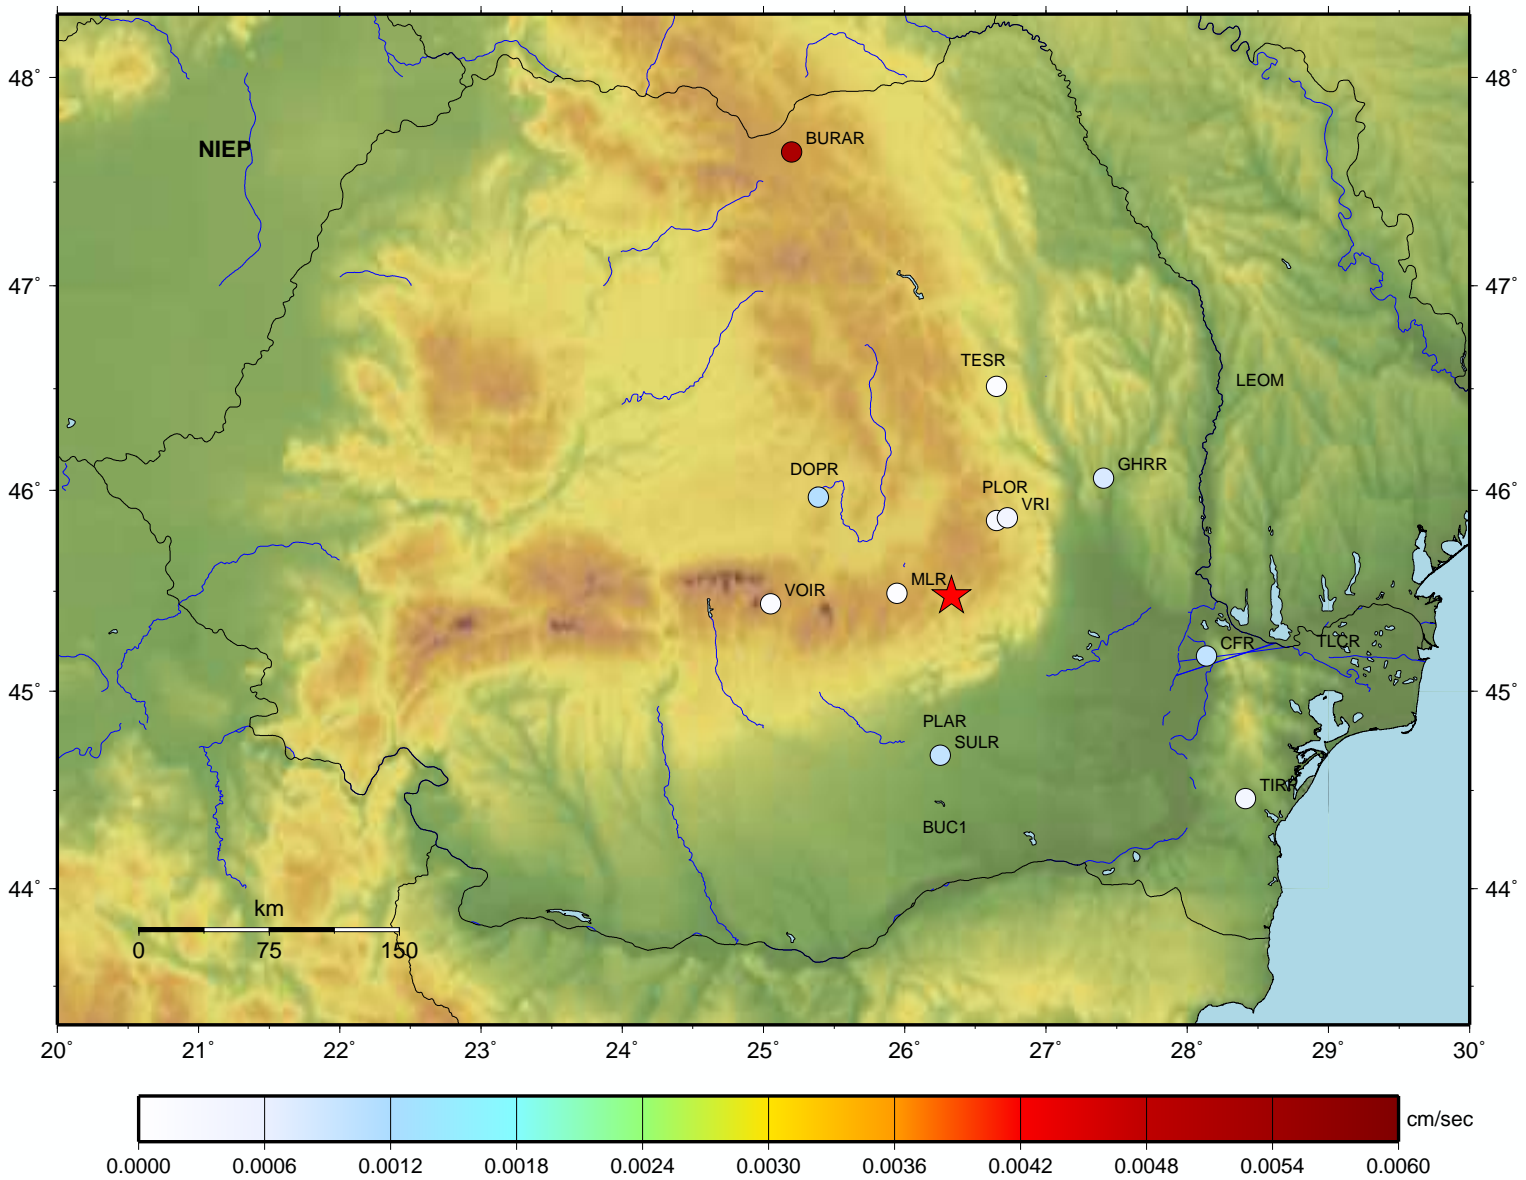 48° 48°
BURAR
NIEP
47° 47°
TESR
LEOM
GHRR
DOPR
46° 46°
PLOR
VRI
MLR
VOIR
CFR TLCR
45° 45°
PLAR
SULR
TIRR
BUC1
44° 44°
km
0 75 150
20° 21° 22° 23° 24° 25° 26° 27° 28° 29° 30°
cm/sec
0.0000 0.0006 0.0012 0.0018 0.0024 0.0030 0.0036 0.0042 0.0048 0.0054 0.0060